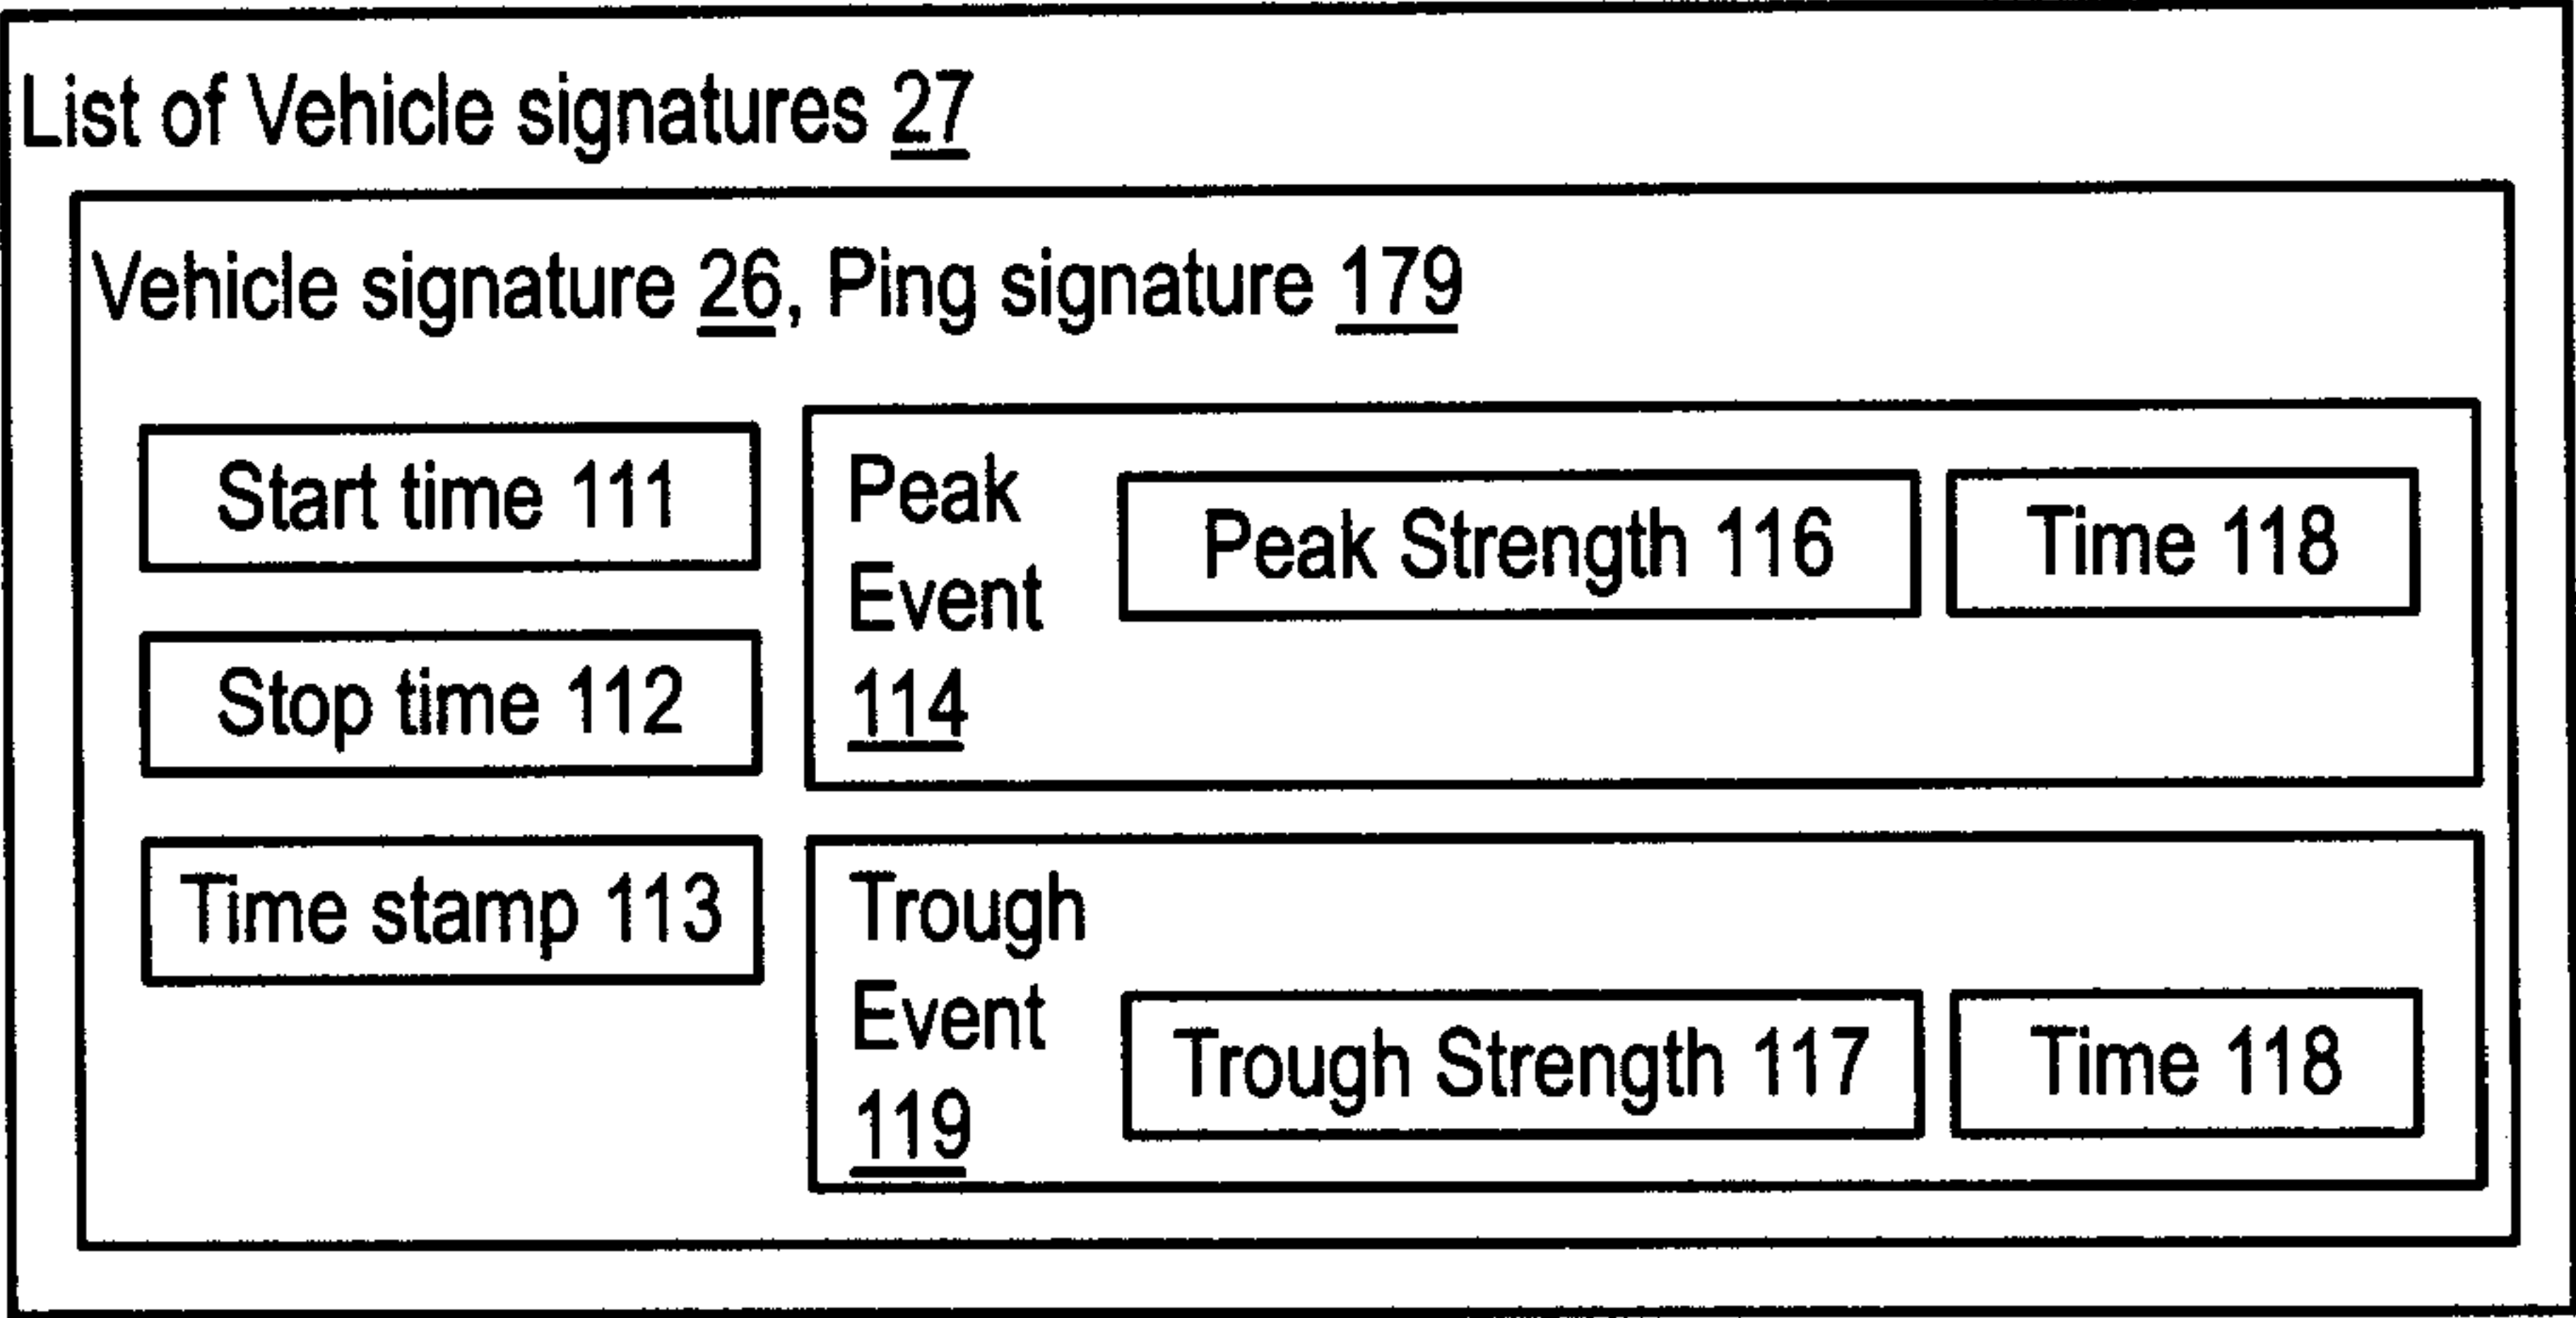 List of Vehicle signatures 27
Vehicle signature 26, Ping signature 179
Start time 111
Stop time 112
Time stamp 113
Peak
Event
114
Peak Strength 116
Time 118
Trough
Event
119
Trough Strength 117
Time 118